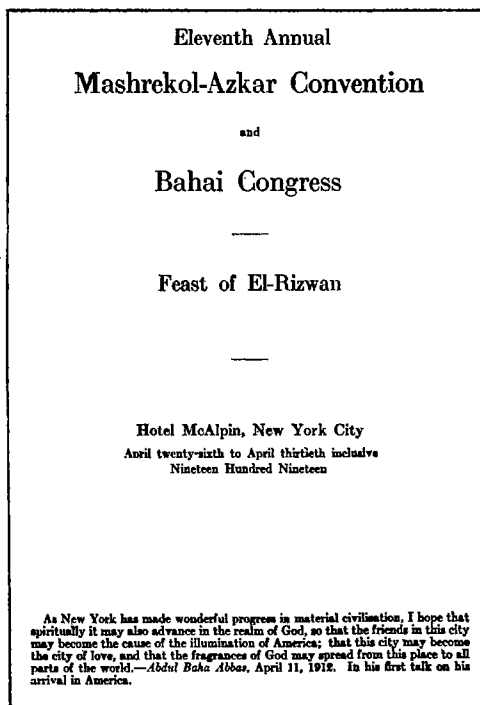 Eleventh Annual
Mashrekol-Azkar Convention
and
Bahai Congress
Feast of El-Rizwan
Hotel McAlpin, New York City
April twenty-sixth to April thirtieth inclusive
Nineteen Hundred Nineteen
As New York has made wonderful progress in material civilization, I hope that
spiritually it may also advance in the realm of God, so that the friends in this city
may become the cause of the illumination of America; that this city may become
the city of love, and that the fragrances of God may spread from this place to all
parts of the world.—Abdul Baha Abbas, April 11, 1912. In his first talk on his
arrival in America.